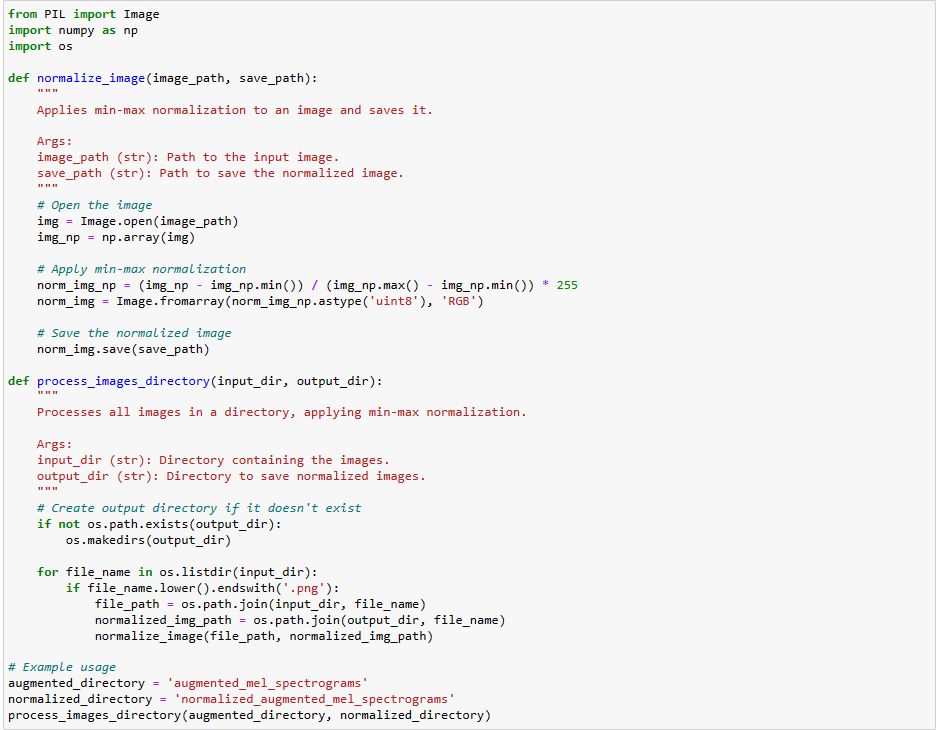 from PIL import Image
import numpy as np
import os

def normalize_image(image_path, save_path):
    """
    Applies min-max normalization to an image and saves it.

    Args:
    image_path (str): Path to the input image.
    save_path (str): Path to save the normalized image.
    """
    # Open the image
    img = Image.open(image_path)
    img_np = np.array(img)

    # Apply min-max normalization
    norm_img_np = (img_np - img_np.min()) / (img_np.max() - img_np.min()) * 255
    norm_img = Image.fromarray(norm_img_np.astype('uint8'), 'RGB')

    # Save the normalized image
    norm_img.save(save_path)

def process_images_directory(input_dir, output_dir):
    """
    Processes all images in a directory, applying min-max normalization.

    Args:
    input_dir (str): Directory containing the images.
    output_dir (str): Directory to save normalized images.
    """
    # Create output directory if it doesn't exist
    if not os.path.exists(output_dir):
        os.makedirs(output_dir)

    for file_name in os.listdir(input_dir):
        if file_name.lower().endswith('.png'):
            file_path = os.path.join(input_dir, file_name)
            normalized_img_path = os.path.join(output_dir, file_name)
            normalize_image(file_path, normalized_img_path)

# Example usage
augmented_directory = 'augmented_mel_spectrograms'
normalized_directory = 'normalized_augmented_mel_spectrograms'
process_images_directory(augmented_directory, normalized_directory)